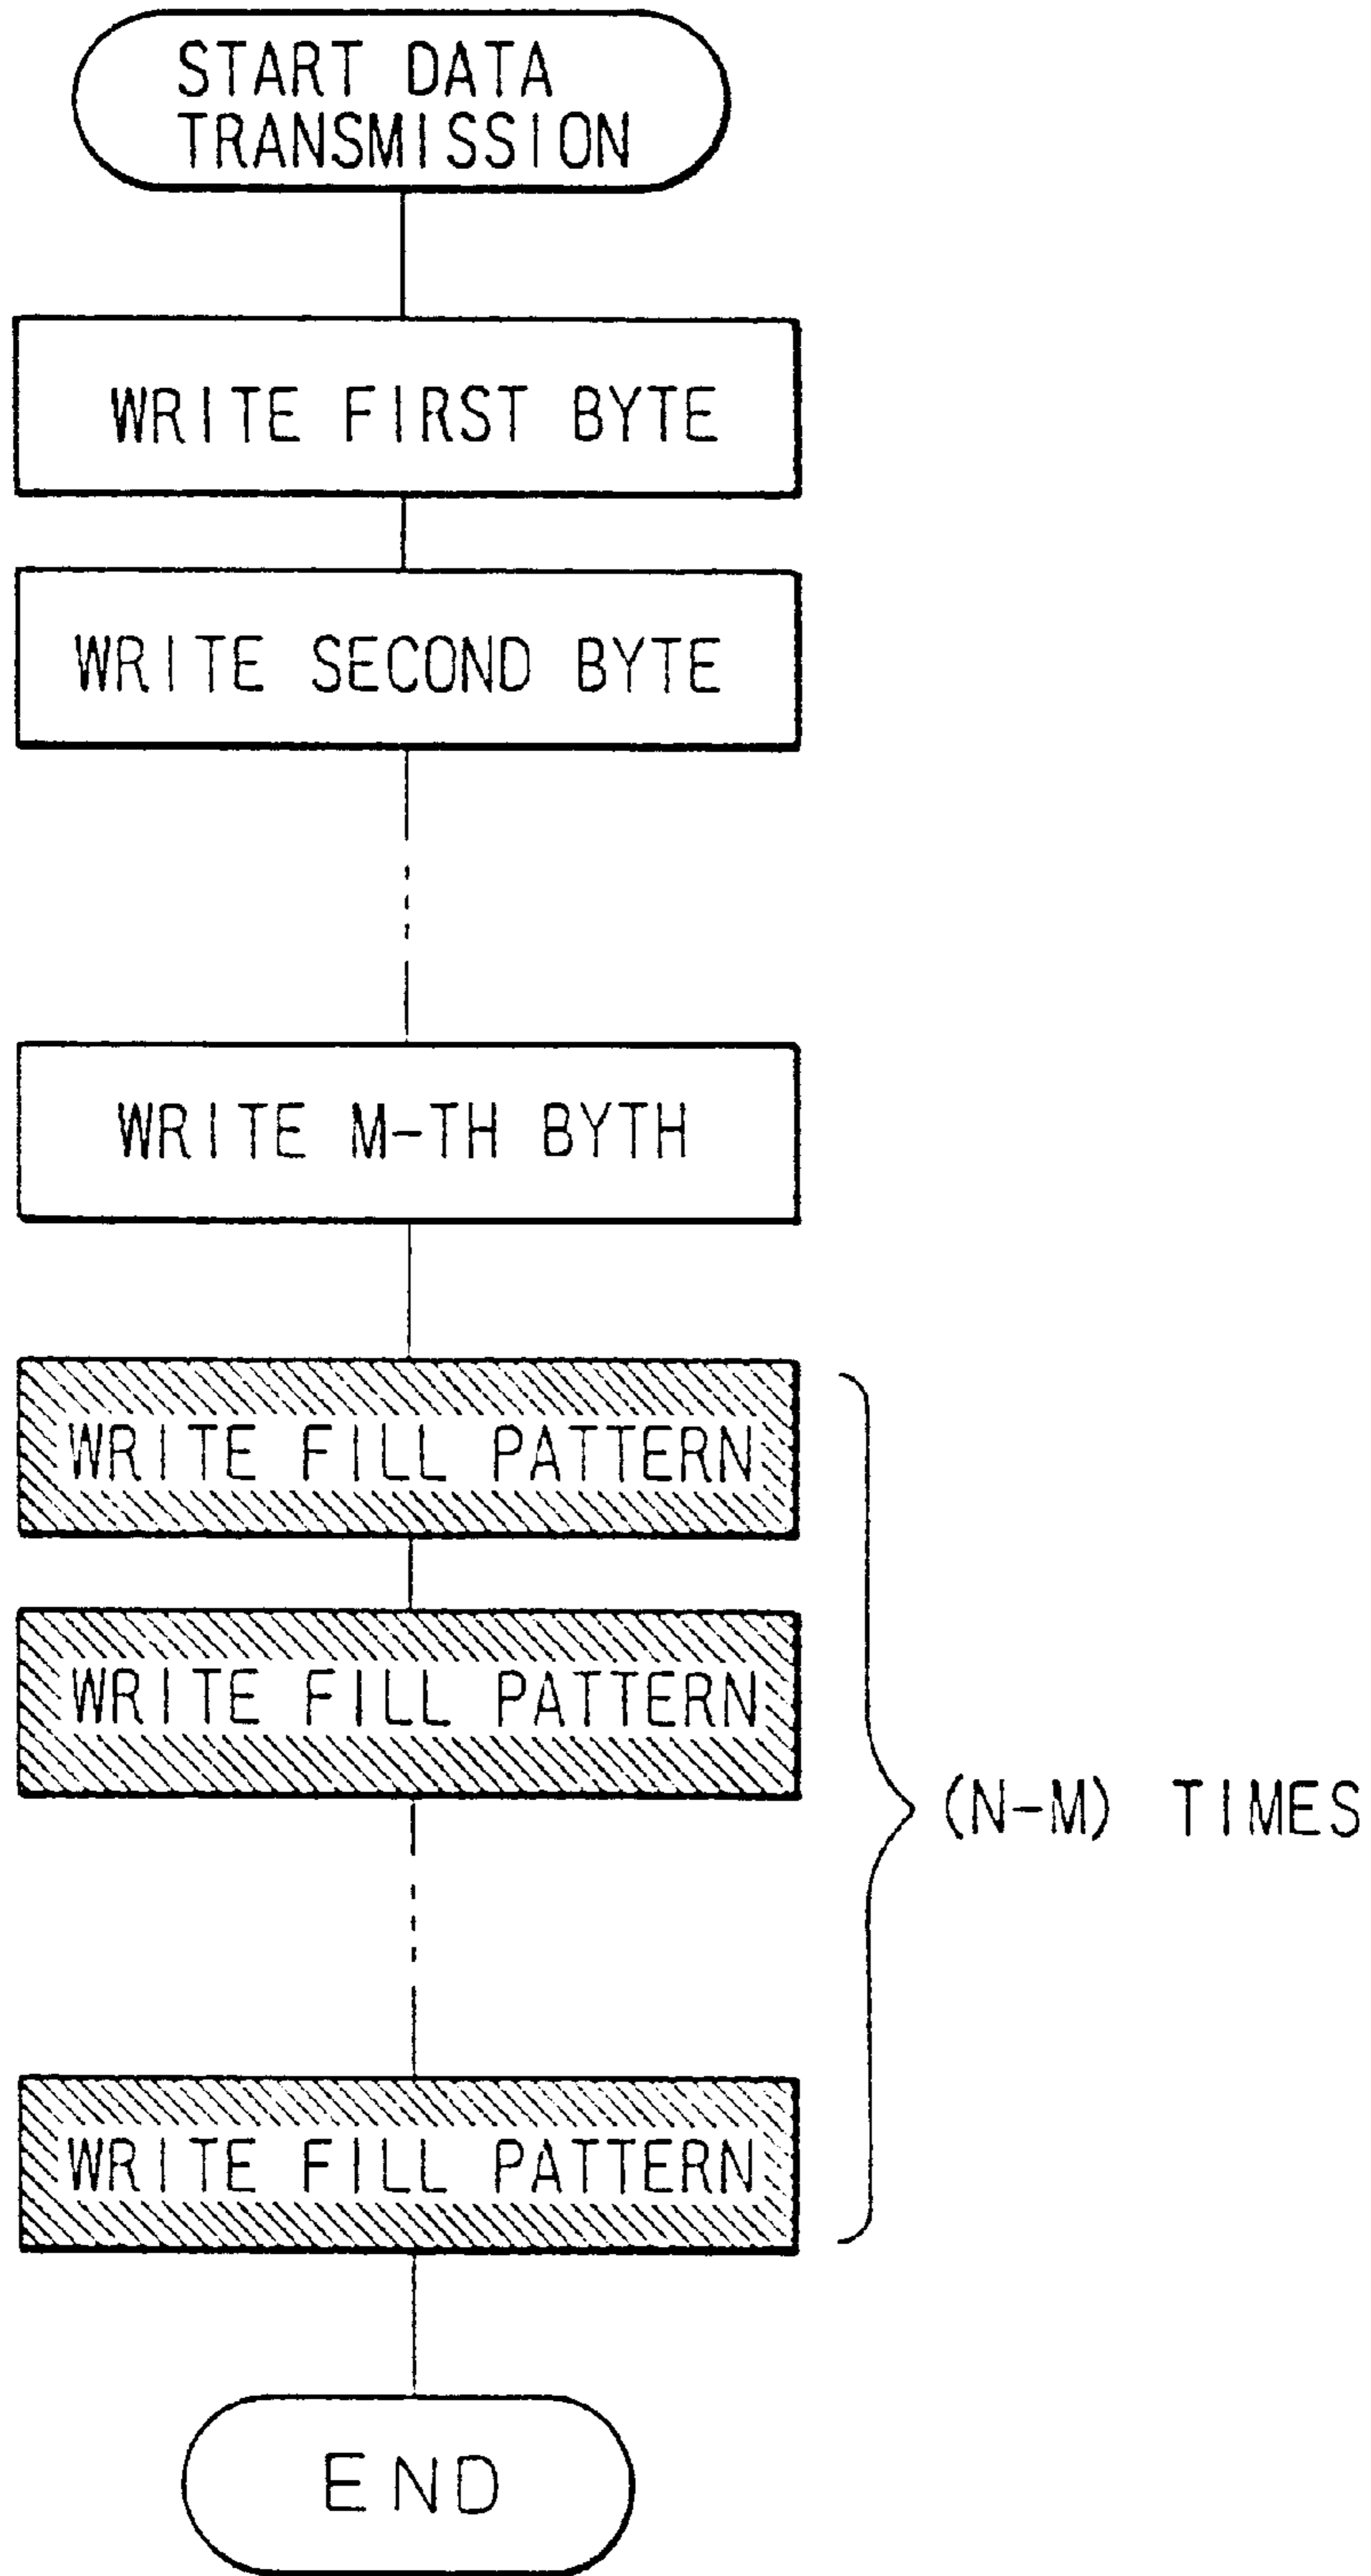 START DATA
TRANSMISSION
WRITE FIRST BYTE
WRITE SECOND BYTE
WRITE M-TH BYTH
WRITE FILL PATTERN
WRITE FILL PATTERN
(N-M) TIMES
WRITE FILL PATTERN
END